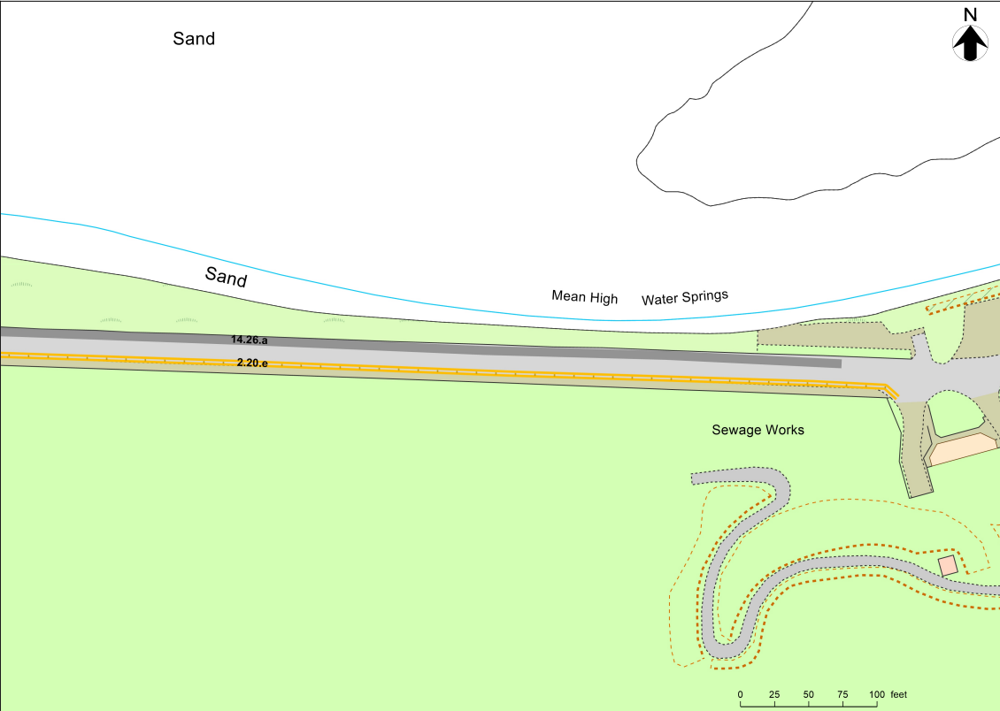 N
Sand
Sand
Mean High Water Springs
14.26.a
2.20.e
Sewage Works
0 25 50 75 100 feet